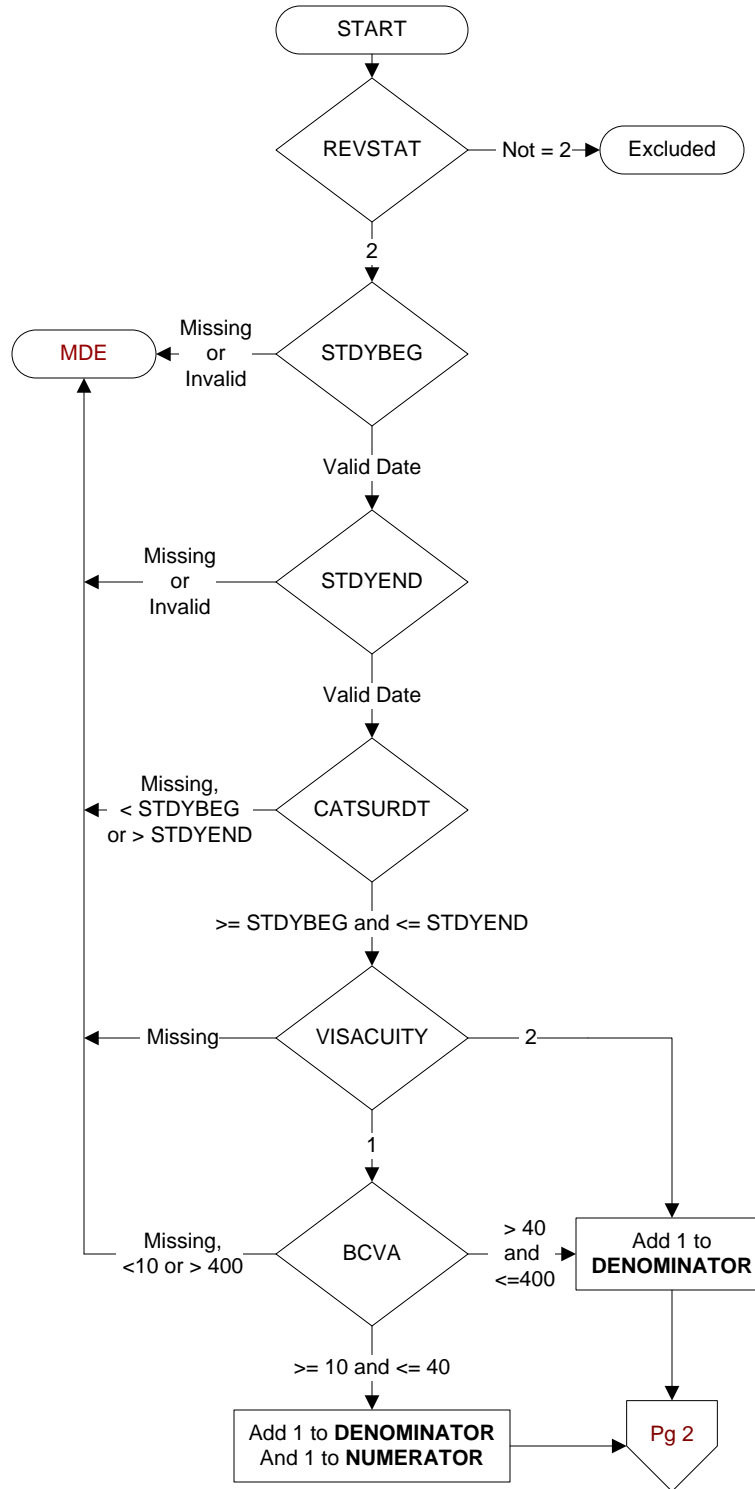 START
REVSTAT
Not = 2
Excluded
2
Missing
or
Invalid
MDE
STDYBEG
Valid Date
Missing
or
Invalid
STDYEND
Valid Date
Missing,
< STDYBEG
or > STDYEND
CATSURDT
>= STDYBEG and <= STDYEND
Missing
VISACUITY
2
1
Missing,
<10 or > 400
BCVA
> 40
and
<=400
Add 1 to
DENOMINATOR
>= 10 and <= 40
Add 1 to DENOMINATOR
And 1 to NUMERATOR
Pg 2